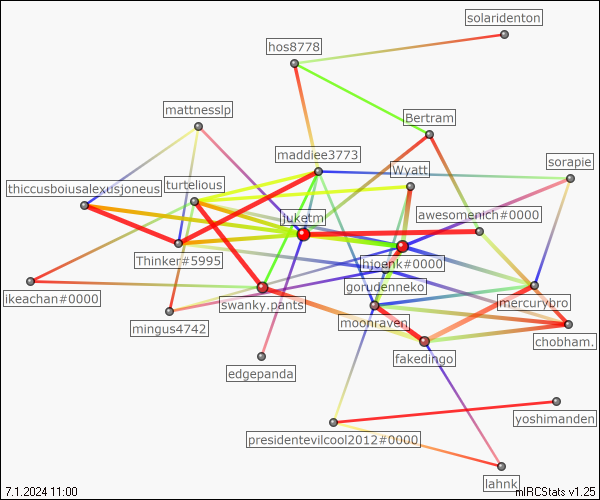 solaridenton
hos8778
mattnesslp
Bertram
maddiee3773
Wyatt
sorapie
thiccusboiusalexusjoneus
turtelious
juketm
awesomenich#0000
Thinker#5995
hjoenk#0000
gorudenneko
ikeachan#0000
swanky.pants
mercurybro
mingus4742
moonraven
chobham.
fakedingo
edgepanda
yoshimanden
presidentevilcool2012#0000
lahnk
7.1.2024 11:00
mIRCStats v1.25